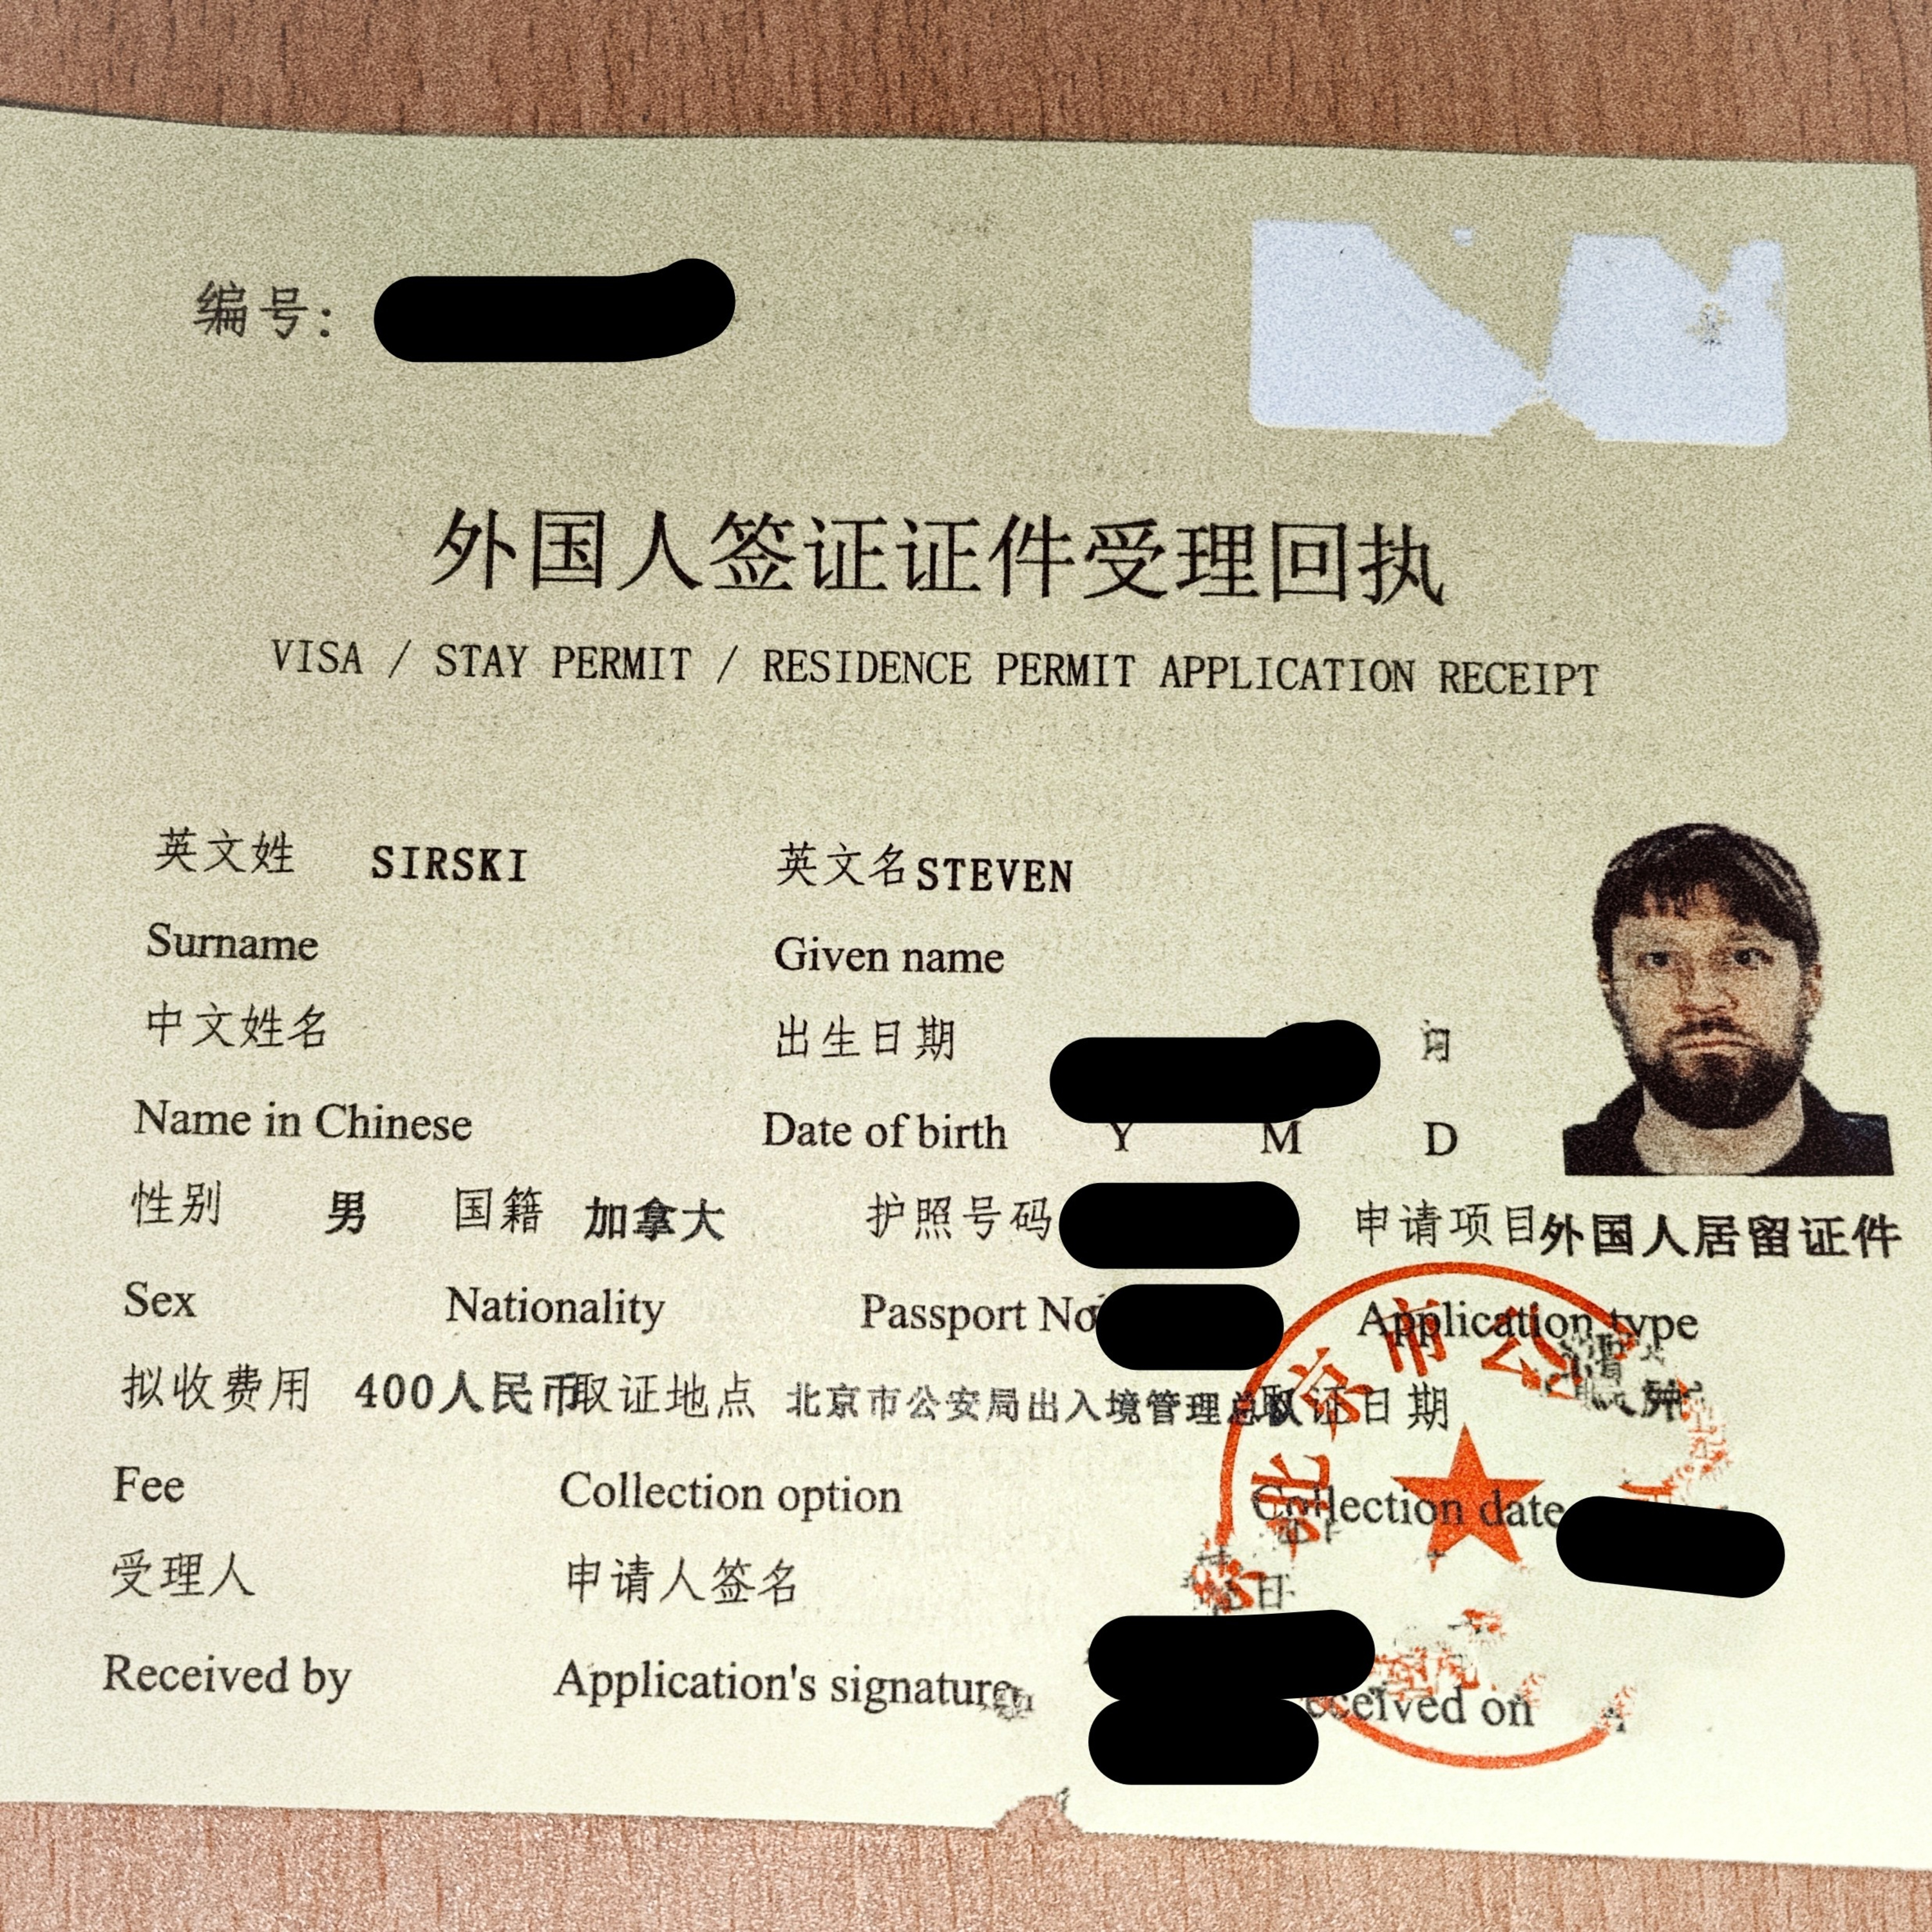 编号:
外国人签证证件受理回执
VISA / STAY PERMIT / RESIDENCE PERMIT APPLICATION RECEIPT
英文姓 SIRSKI 英文名 STEVEN
Surname Given name
中文姓名 出生日期
Name in Chinese Date of birth Y M D
性别 男 国籍 加拿大 护照号码 申请项目 外国人居留证件
Sex Nationality Passport No Application type
拟收费用 400人民币 取证地点 北京市公安局出入境管理总队 取证日期
Fee Collection option Collection date
受理人 申请人签名
Received by Application's signature eceived on
北京市公